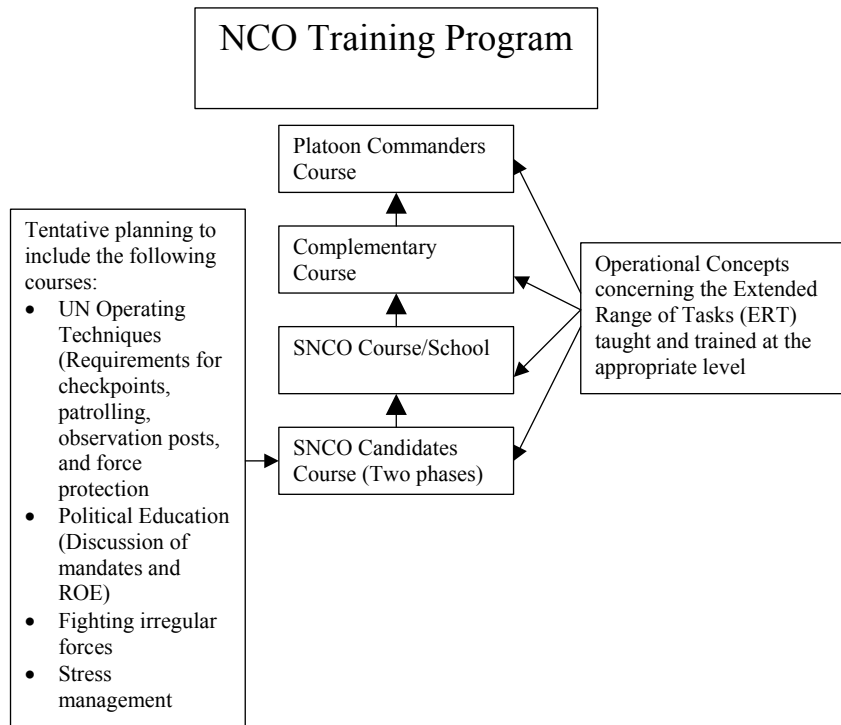 NCO Training Program
Platoon Commanders
Course
Complementary
Course
SNCO Course/School
SNCO Candidates
Course (Two phases)
Tentative planning to
include the following
courses:
• UN Operating
Techniques
(Requirements for
checkpoints,
patrolling,
observation posts,
and force
protection
• Political Education
(Discussion of
mandates and
ROE)
• Fighting irregular
forces
• Stress
management
Operational Concepts
concerning the Extended
Range of Tasks (ERT)
taught and trained at the
appropriate level